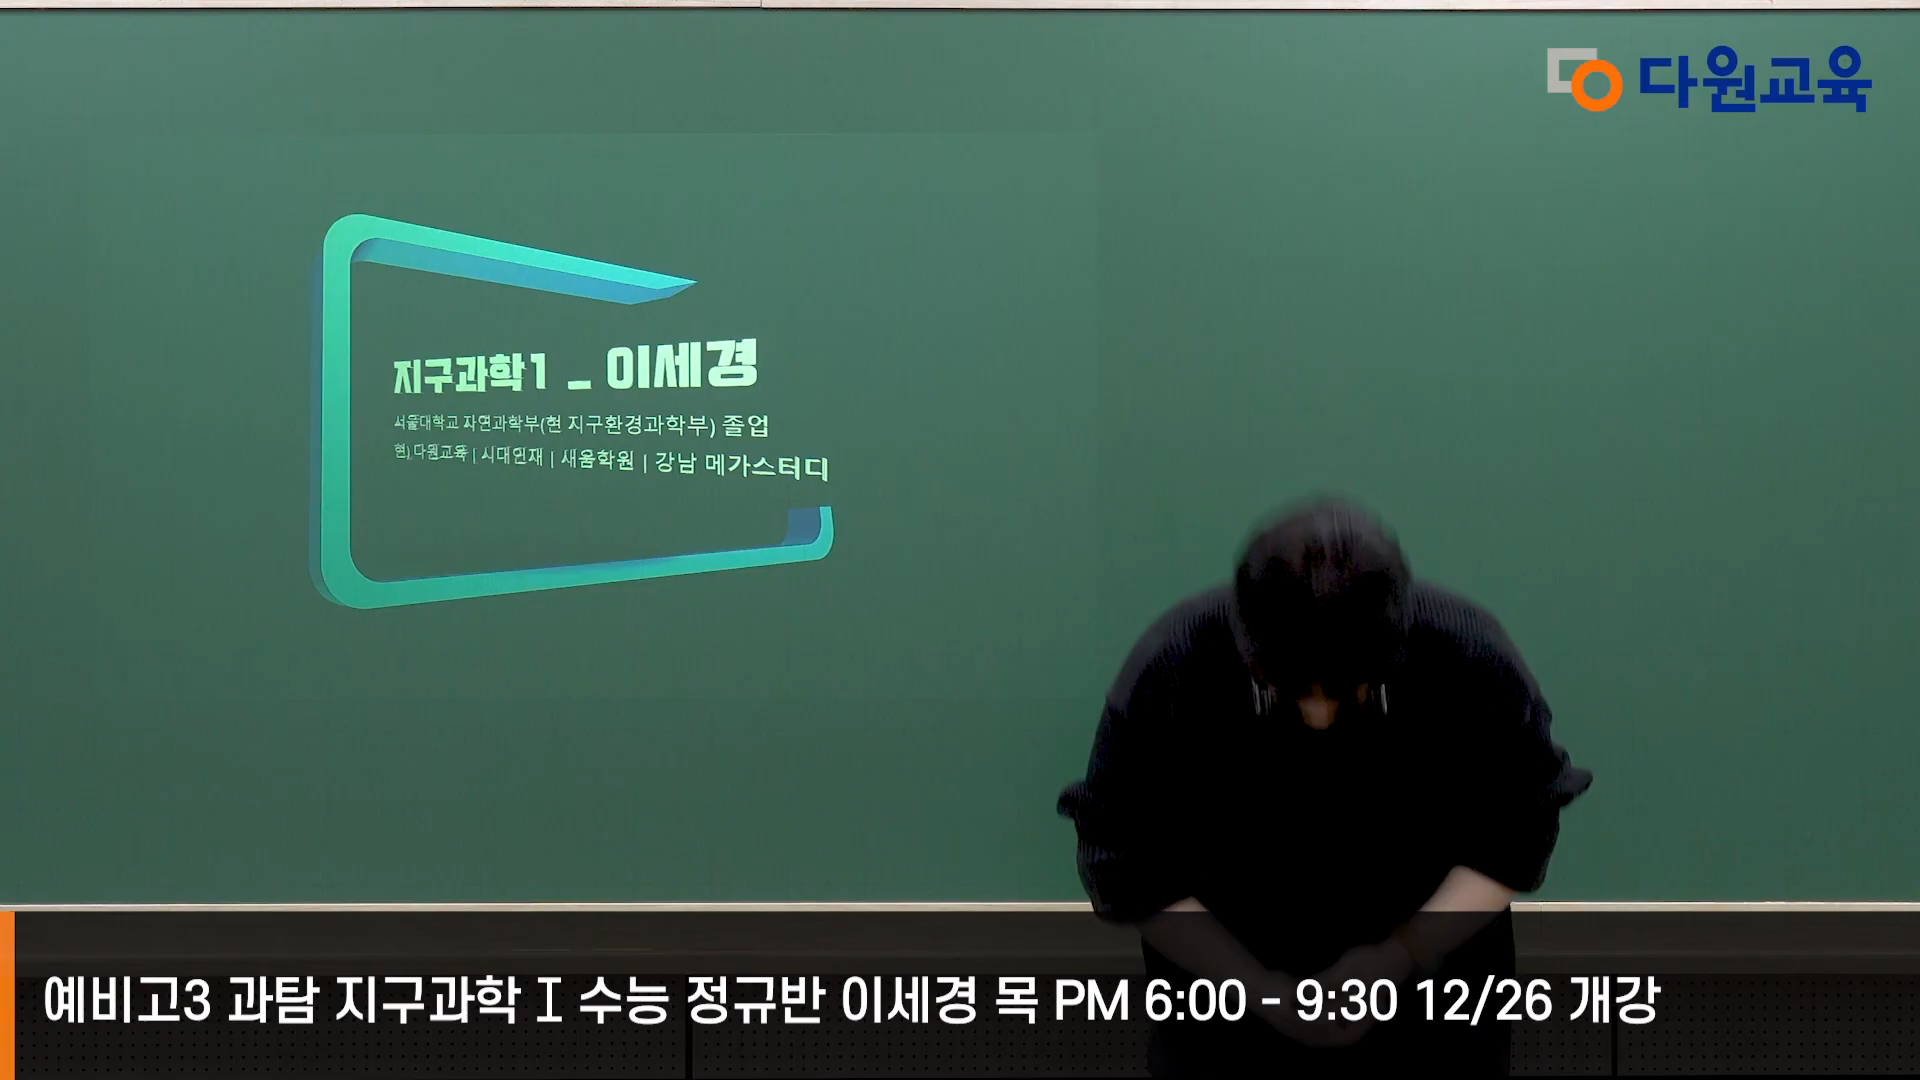 다원교육
지구과학1 _ 이세경
서울대학교 자연과학부(현 지구환경과학부) 졸업
현) 다원교육 | 시대인재 | 새움학원 | 강남 메가스터디
예비고3 과탐 지구과학 I 수능 정규반 이세경 목 PM 6:00 - 9:30 12/26 개강